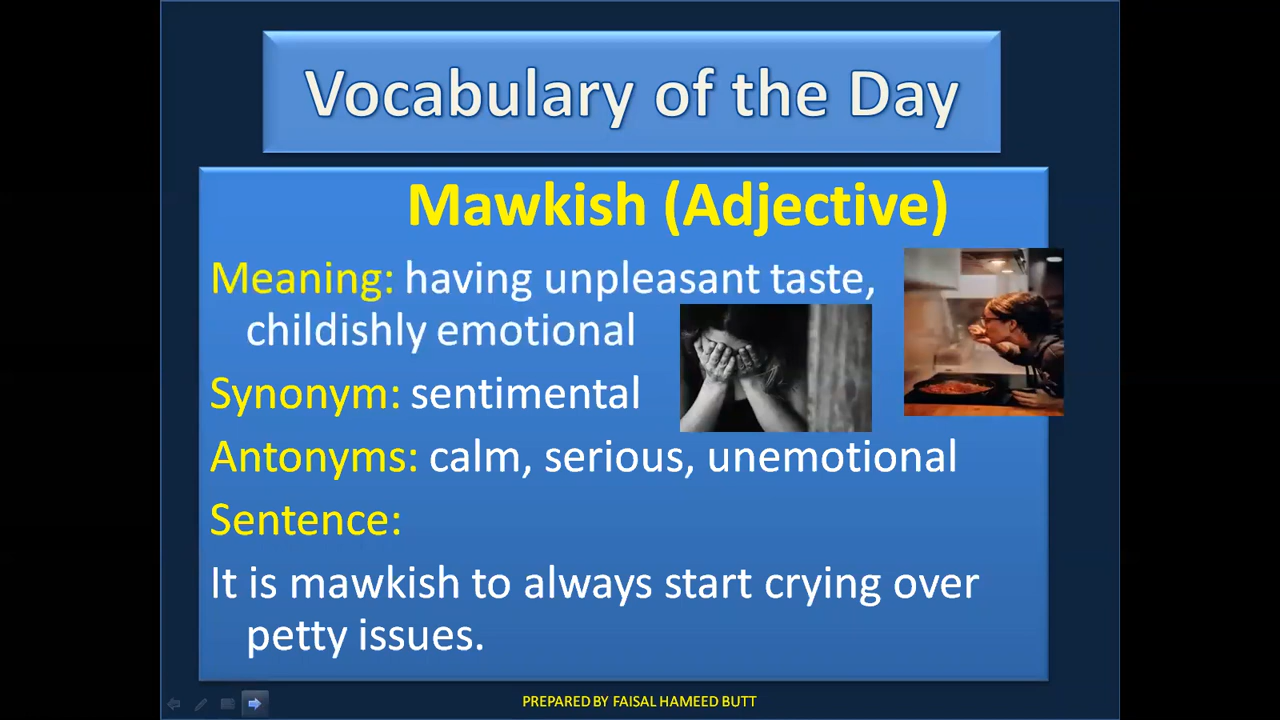 Vocabulary of the Day
Mawkish (Adjective)
Meaning: having unpleasant taste,
childishly emotional
Synonym: sentimental
Antonyms: calm, serious, unemotional
Sentence:
It is mawkish to always start crying over
petty issues.
PREPARED BY FAISAL HAMEED BUTT